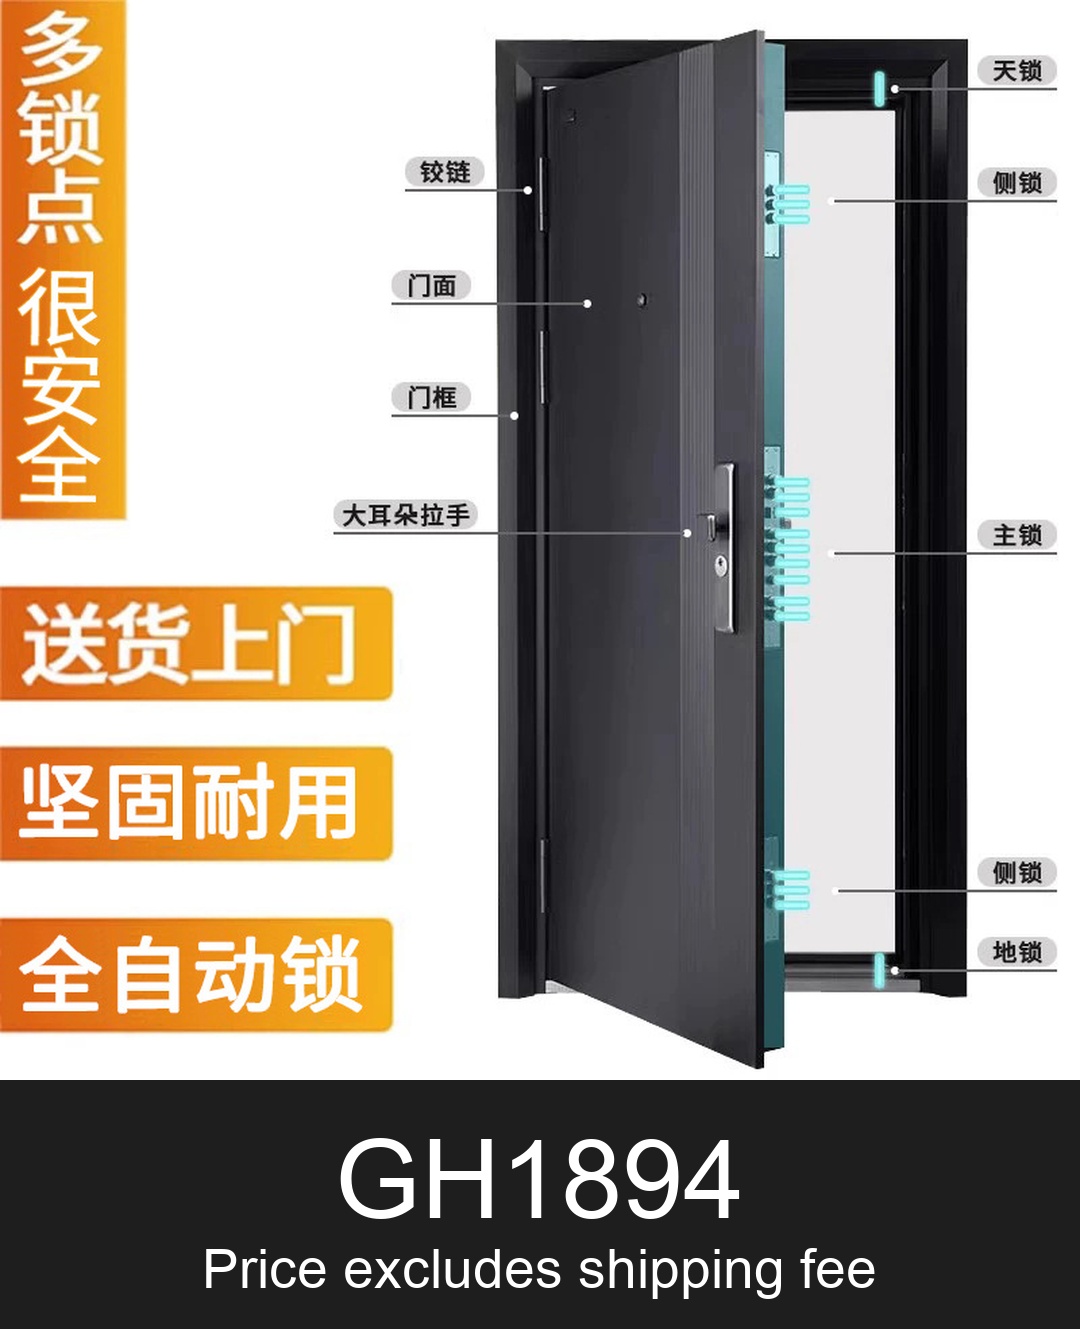 多锁点 很安全
送货上门
坚固耐用
全自动锁
铰链
门面
门框
大耳朵拉手
天锁
侧锁
主锁
侧锁
地锁
GH1894
Price excludes shipping fee